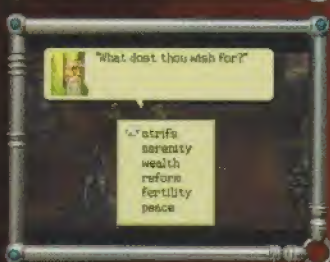 "What dost thou wish for?"
strife
serenity
wealth
reform
fertility
peace